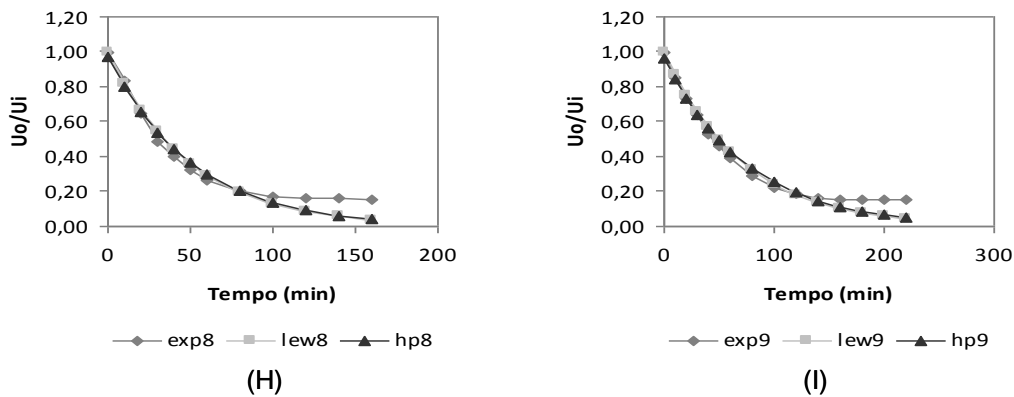 1,20
1,00
0,80
0,60
0,40
0,20
0,00
Uo/Ui
0 50 100 150 200
Tempo (min)
exp8 lew8 hp8
(H)
1,20
1,00
0,80
0,60
0,40
0,20
0,00
Uo/Ui
0 100 200 300
Tempo (min)
exp9 lew9 hp9
(I)